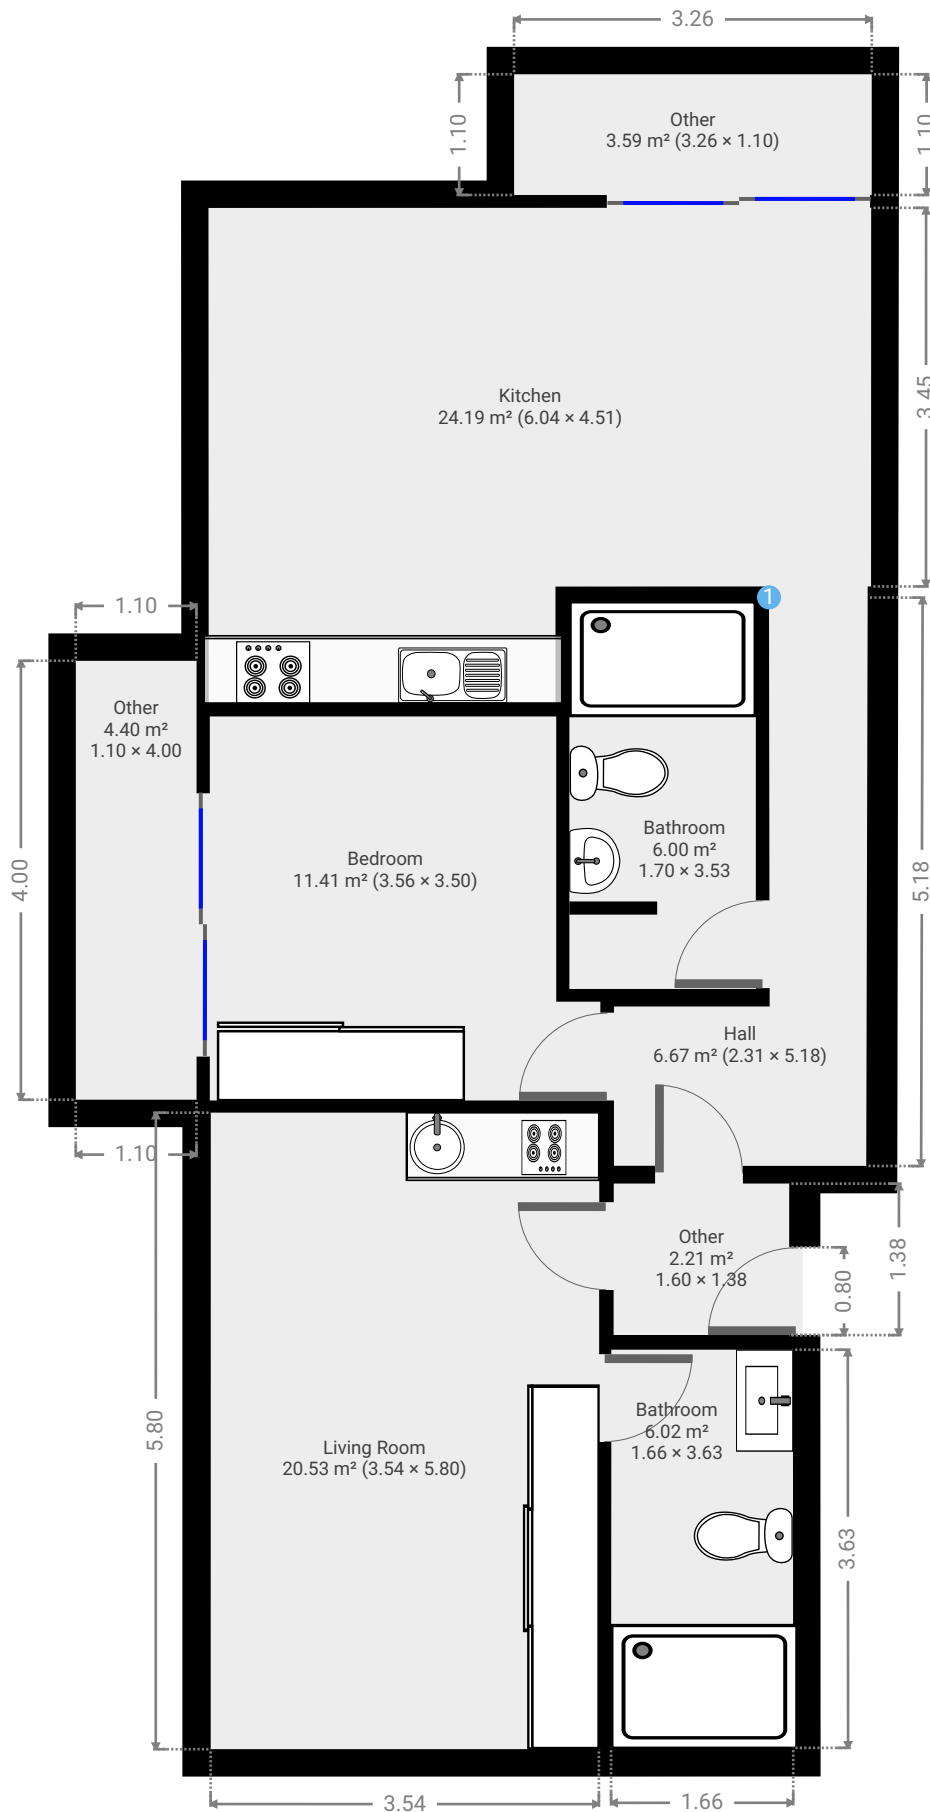 3.26
1.10
1.10
Other
3.59 m² (3.26 × 1.10)
3.45
Kitchen
24.19 m² (6.04 × 4.51)
1
1.10
Other
4.40 m²
1.10 × 4.00
Bathroom
6.00 m²
1.70 × 3.53
Bedroom
11.41 m² (3.56 × 3.50)
4.00
5.18
Hall
6.67 m² (2.31 × 5.18)
1.10
Other
2.21 m²
1.60 × 1.38
0.80
1.38
Bathroom
6.02 m²
1.66 × 3.63
5.80
Living Room
20.53 m² (3.54 × 5.80)
3.63
3.54
1.66